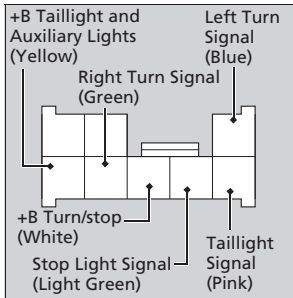 +B Taillight and
Auxiliary Lights
(Yellow)
Left Turn
Signal
(Blue)
Right Turn Signal
(Green)
+B Turn/stop
(White)
Stop Light Signal
(Light Green)
Taillight
Signal
(Pink)